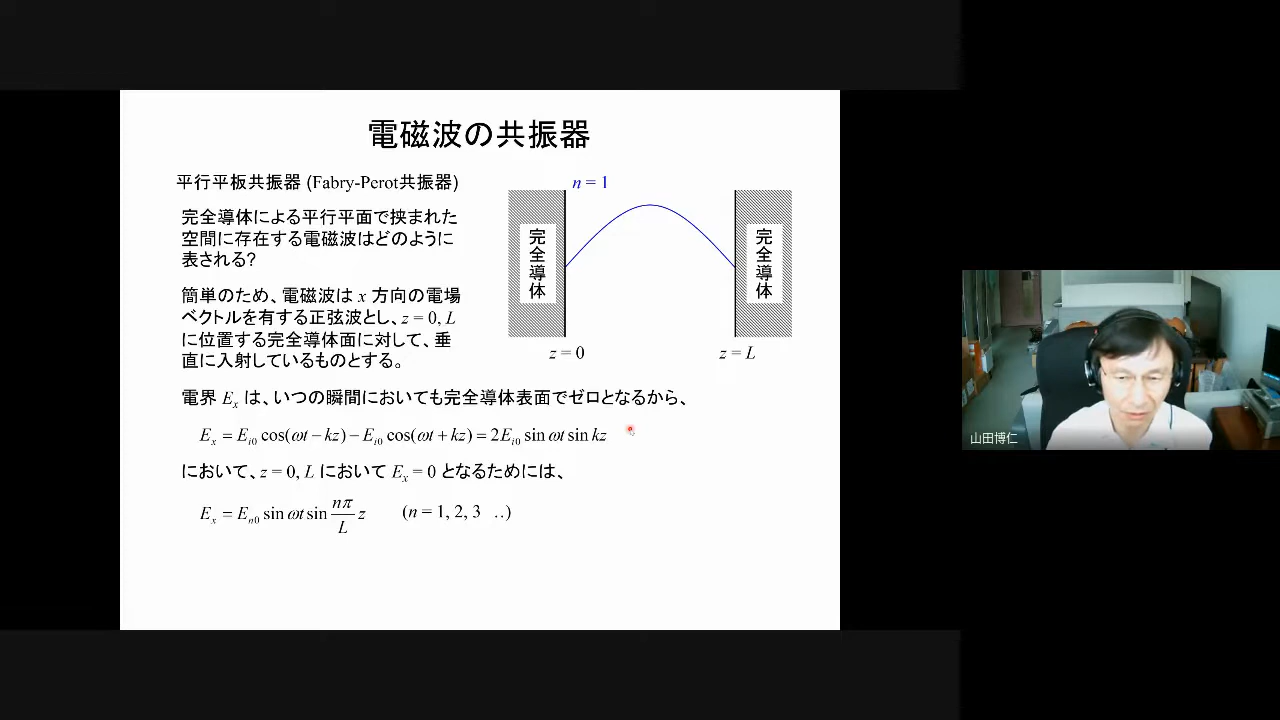 電磁波の共振器
平行平板共振器 (Fabry-Perot共振器)
完全導体による平行平面で挟まれた
空間に存在する電磁波はどのように
表される?
簡単のため、電磁波は x 方向の電場
ベクトルを有する正弦波とし、z = 0, L
に位置する完全導体面に対して、垂
直に入射しているものとする。
n = 1
完全導体
完全導体
z = 0
z = L
電界 Ex は、いつの瞬間においても完全導体表面でゼロとなるから、
Ex = Ei0 cos(ωt − kz) − Ei0 cos(ωt + kz) = 2Ei0 sin ωt sin kz
において、z = 0, L において Ex = 0 となるためには、
Ex = En0 sin ωt sin nπ/L z (n = 1, 2, 3 ‥)
山田博仁